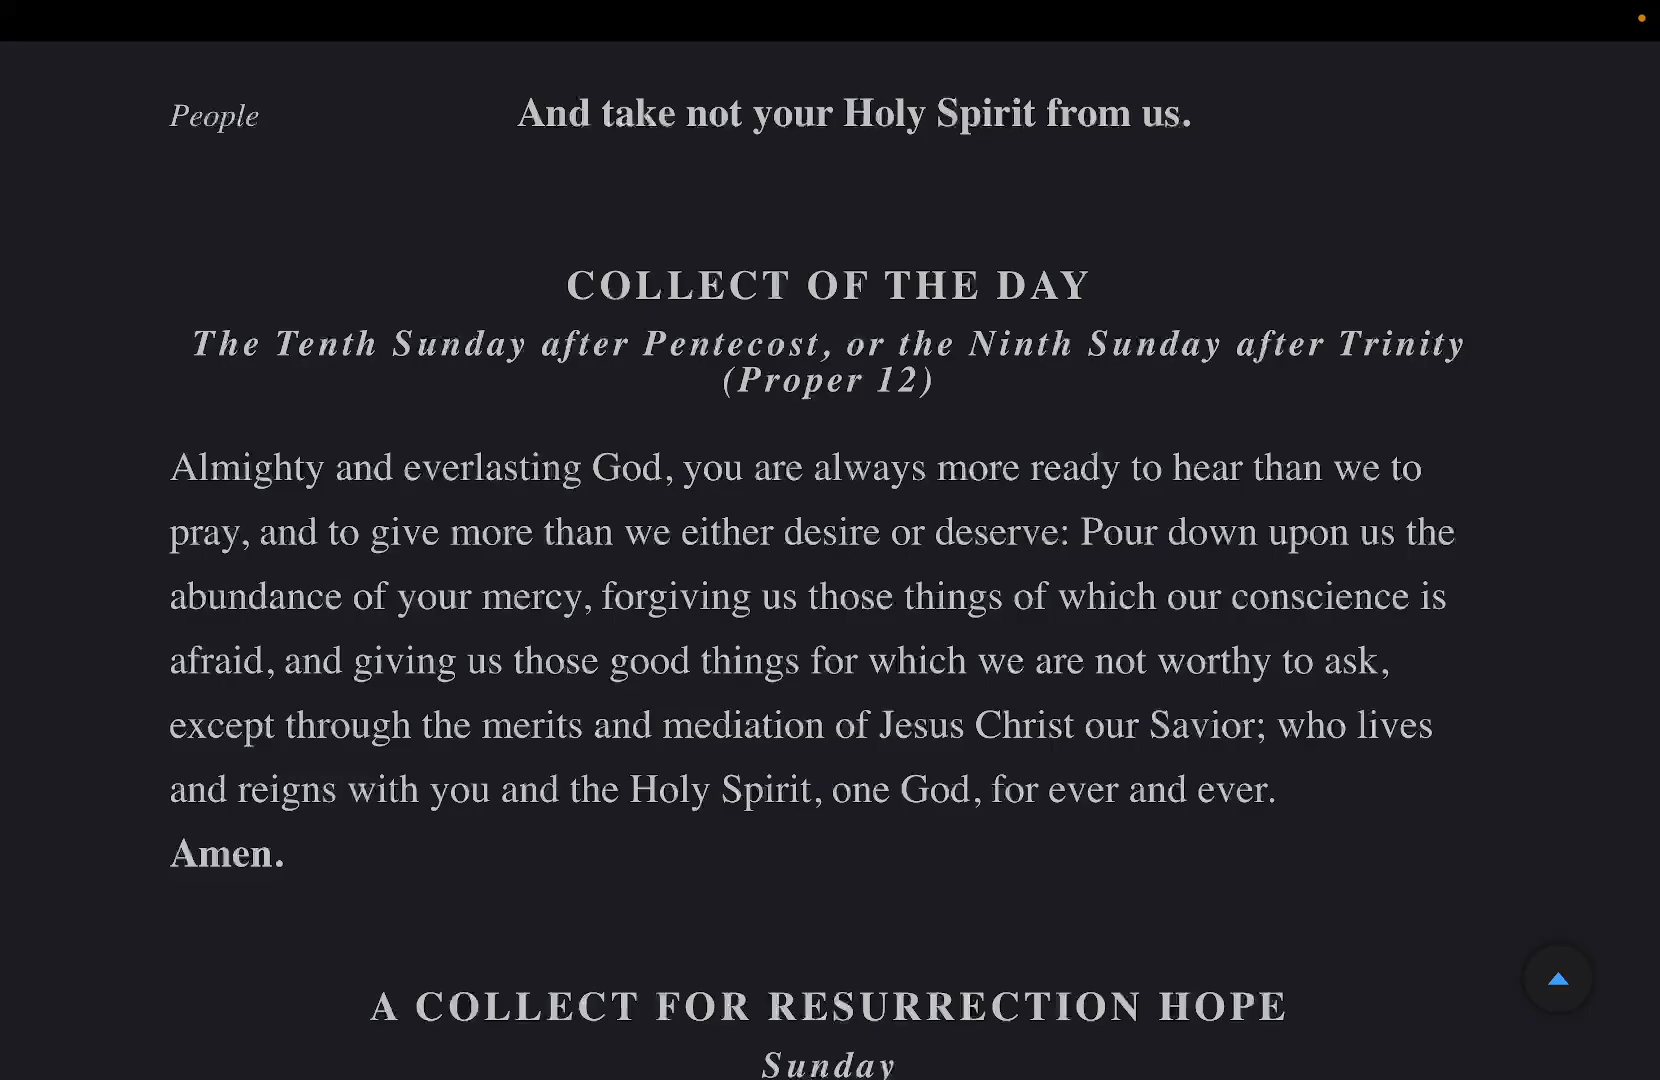 People And take not your Holy Spirit from us.
COLLECT OF THE DAY
The Tenth Sunday after Pentecost, or the Ninth Sunday after Trinity
(Proper 12)
Almighty and everlasting God, you are always more ready to hear than we to
pray, and to give more than we either desire or deserve: Pour down upon us the
abundance of your mercy, forgiving us those things of which our conscience is
afraid, and giving us those good things for which we are not worthy to ask,
except through the merits and mediation of Jesus Christ our Savior; who lives
and reigns with you and the Holy Spirit, one God, for ever and ever.
Amen.
A COLLECT FOR RESURRECTION HOPE
Sunday